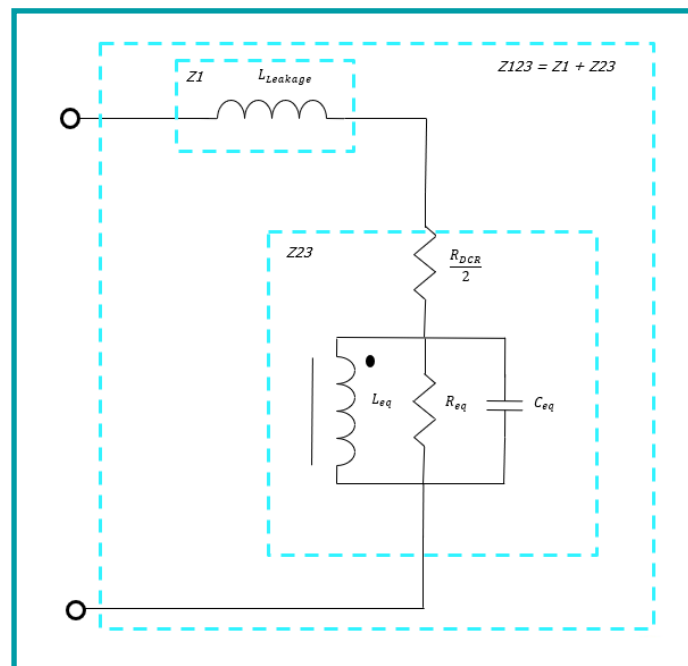 Z1
L_Leakage
Z123 = Z1 + Z23
Z23
R_DCR
2
L_eq
R_eq
C_eq